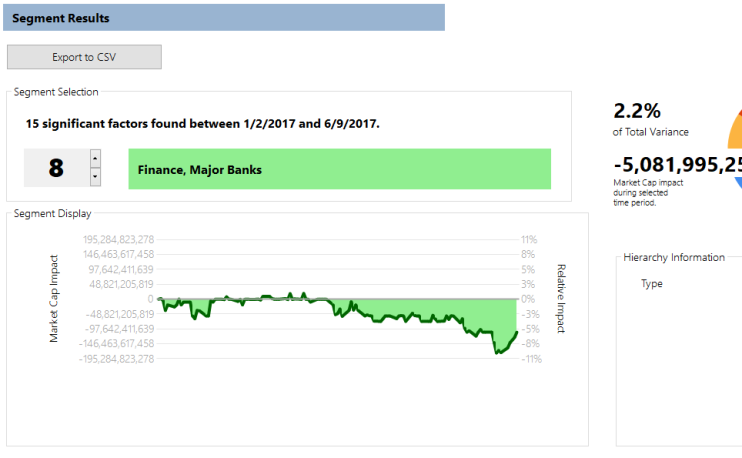 Segment Results
Export to CSV
Segment Selection
15 significant factors found between 1/2/2017 and 6/9/2017.
8
Finance, Major Banks
2.2%
of Total Variance
-5,081,995,25
Market Cap impact
during selected
time period.
Segment Display
Market Cap Impact
195,284,823,278
146,463,617,458
97,642,411,639
48,821,205,819
0
-48,821,205,819
-97,642,411,639
-146,463,617,458
-195,284,823,278
11%
8%
5%
3%
0%
-3%
-5%
-8%
-11%
Relative Impact
Hierarchy Information
Type